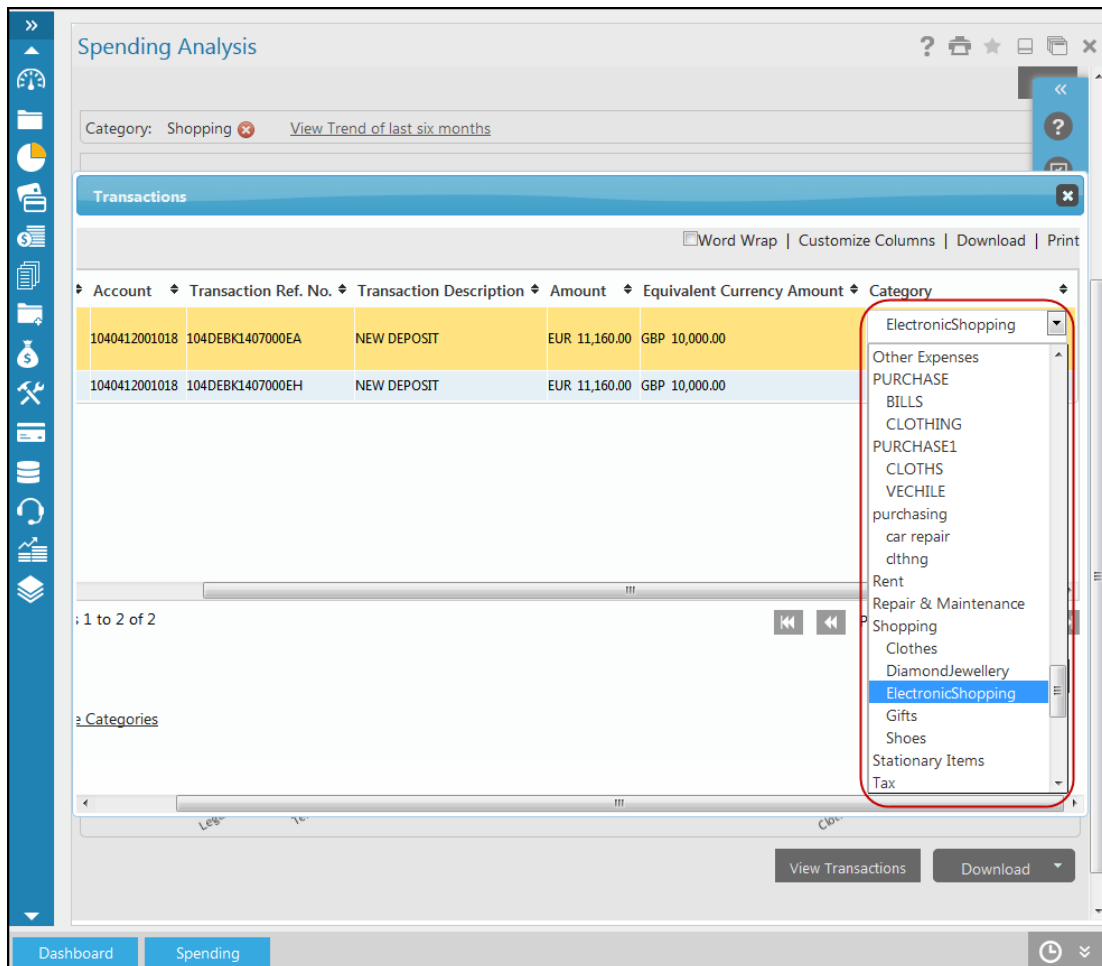 Spending Analysis
Category: Shopping View Trend of last six months
Transactions
Word Wrap | Customize Columns | Download | Print
Account Transaction Ref. No. Transaction Description Amount Equivalent Currency Amount Category
1040412001018 104DEBK1407000EA NEW DEPOSIT EUR 11,160.00 GBP 10,000.00 ElectronicShopping
1040412001018 104DEBK1407000EH NEW DEPOSIT EUR 11,160.00 GBP 10,000.00
Other Expenses
PURCHASE
BILLS
CLOTHING
PURCHASE1
CLOTHS
VECHILE
purchasing
car repair
clthng
Rent
Repair & Maintenance
Shopping
Clothes
DiamondJewellery
ElectronicShopping
Gifts
Shoes
Stationary Items
Tax
1 to 2 of 2
Categories
View Transactions Download
Dashboard Spending